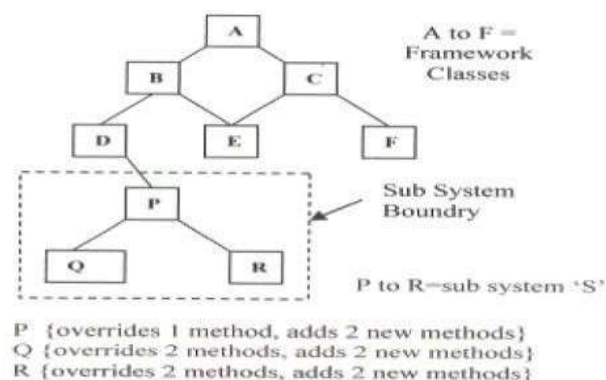 A
A to F =
Framework
Classes
B
C
D
E
F
P
Sub System
Boundry
Q
R
P to R=sub system ‘S’
P {overrides 1 method, adds 2 new methods}
Q {overrides 2 methods, adds 2 new methods}
R {overrides 2 methods, adds 2 new methods}